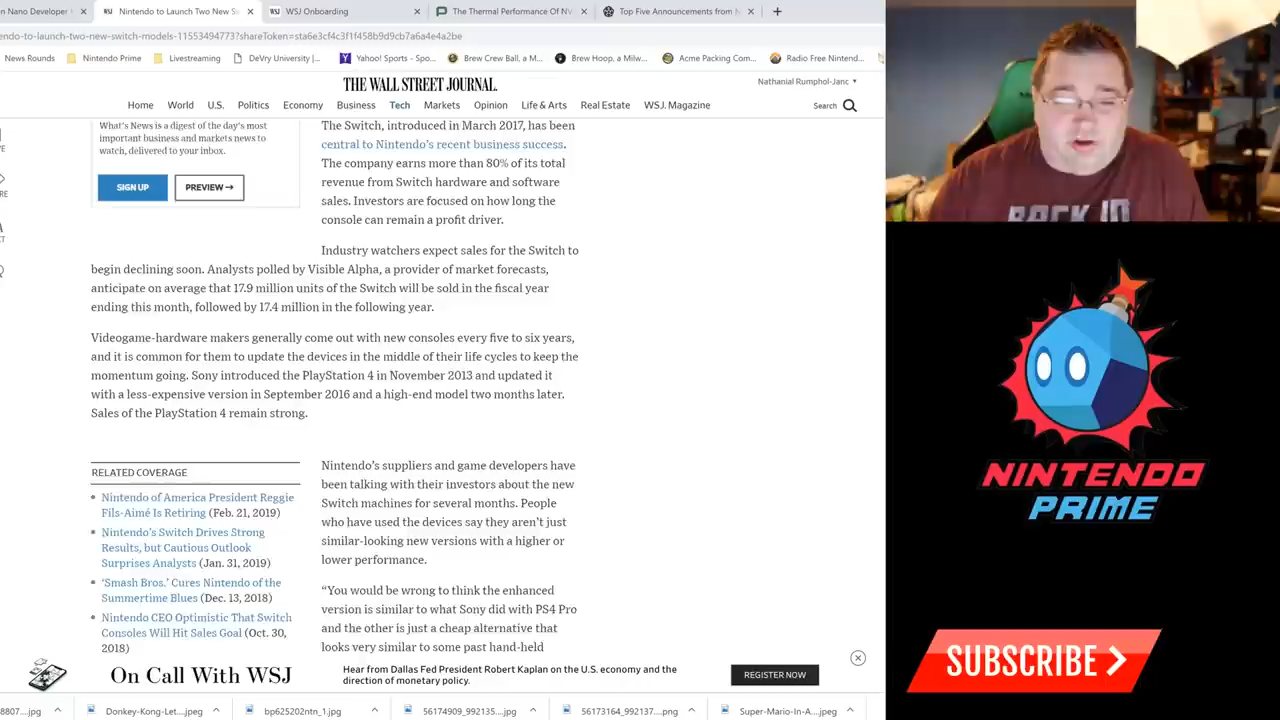 Nintendo to Launch Two New S
WSJ Onboarding
The Thermal Performance Of NV
Top Five Announcements from N
n Nano Developer
endo-to-launch-two-new-switch-models-11553494773?shareToken=sta6e3cf4c3f1f458b9d9cb7a6a4e4a2be
News Rounds
Nintendo Prime
Livestreaming
DeVry University |...
Yahoo! Sports - Spo...
Brew Crew Ball, a M...
Brew Hoop, a Milw...
Acme Packing Com...
Radio Free Nintend...
THE WALL STREET JOURNAL.
Nathanial Rumphol-Janc
Home World U.S. Politics Economy Business Tech Markets Opinion Life & Arts Real Estate WSJ. Magazine
Search
What's News is a digest of the day's most
important business and markets news to
watch, delivered to your inbox.
SIGN UP
PREVIEW →
The Switch, introduced in March 2017, has been
central to Nintendo's recent business success.
The company earns more than 80% of its total
revenue from Switch hardware and software
sales. Investors are focused on how long the
console can remain a profit driver.
Industry watchers expect sales for the Switch to
begin declining soon. Analysts polled by Visible Alpha, a provider of market forecasts,
anticipate on average that 17.9 million units of the Switch will be sold in the fiscal year
ending this month, followed by 17.4 million in the following year.
Videogame-hardware makers generally come out with new consoles every five to six years,
and it is common for them to update the devices in the middle of their life cycles to keep the
momentum going. Sony introduced the PlayStation 4 in November 2013 and updated it
with a less-expensive version in September 2016 and a high-end model two months later.
Sales of the PlayStation 4 remain strong.
RELATED COVERAGE
Nintendo of America President Reggie
Fils-Aimé Is Retiring (Feb. 21, 2019)
Nintendo's Switch Drives Strong
Results, but Cautious Outlook
Surprises Analysts (Jan. 31, 2019)
'Smash Bros.' Cures Nintendo of the
Summertime Blues (Dec. 13, 2018)
Nintendo CEO Optimistic That Switch
Consoles Will Hit Sales Goal (Oct. 30,
2018)
Nintendo's suppliers and game developers have
been talking with their investors about the new
Switch machines for several months. People
who have used the devices say they aren't just
similar-looking new versions with a higher or
lower performance.
"You would be wrong to think the enhanced
version is similar to what Sony did with PS4 Pro
and the other is just a cheap alternative that
looks very similar to some past hand-held
On Call With WSJ
Hear from Dallas Fed President Robert Kaplan on the U.S. economy and the
direction of monetary policy.
REGISTER NOW
8807....jpg
Donkey-Kong-Let....jpeg
bp625202ntn_1.jpg
56174909_992135....jpg
56173164_992137....png
Super-Mario-In-A....jpeg
BACK IN
NINTENDO
PRIME
SUBSCRIBE